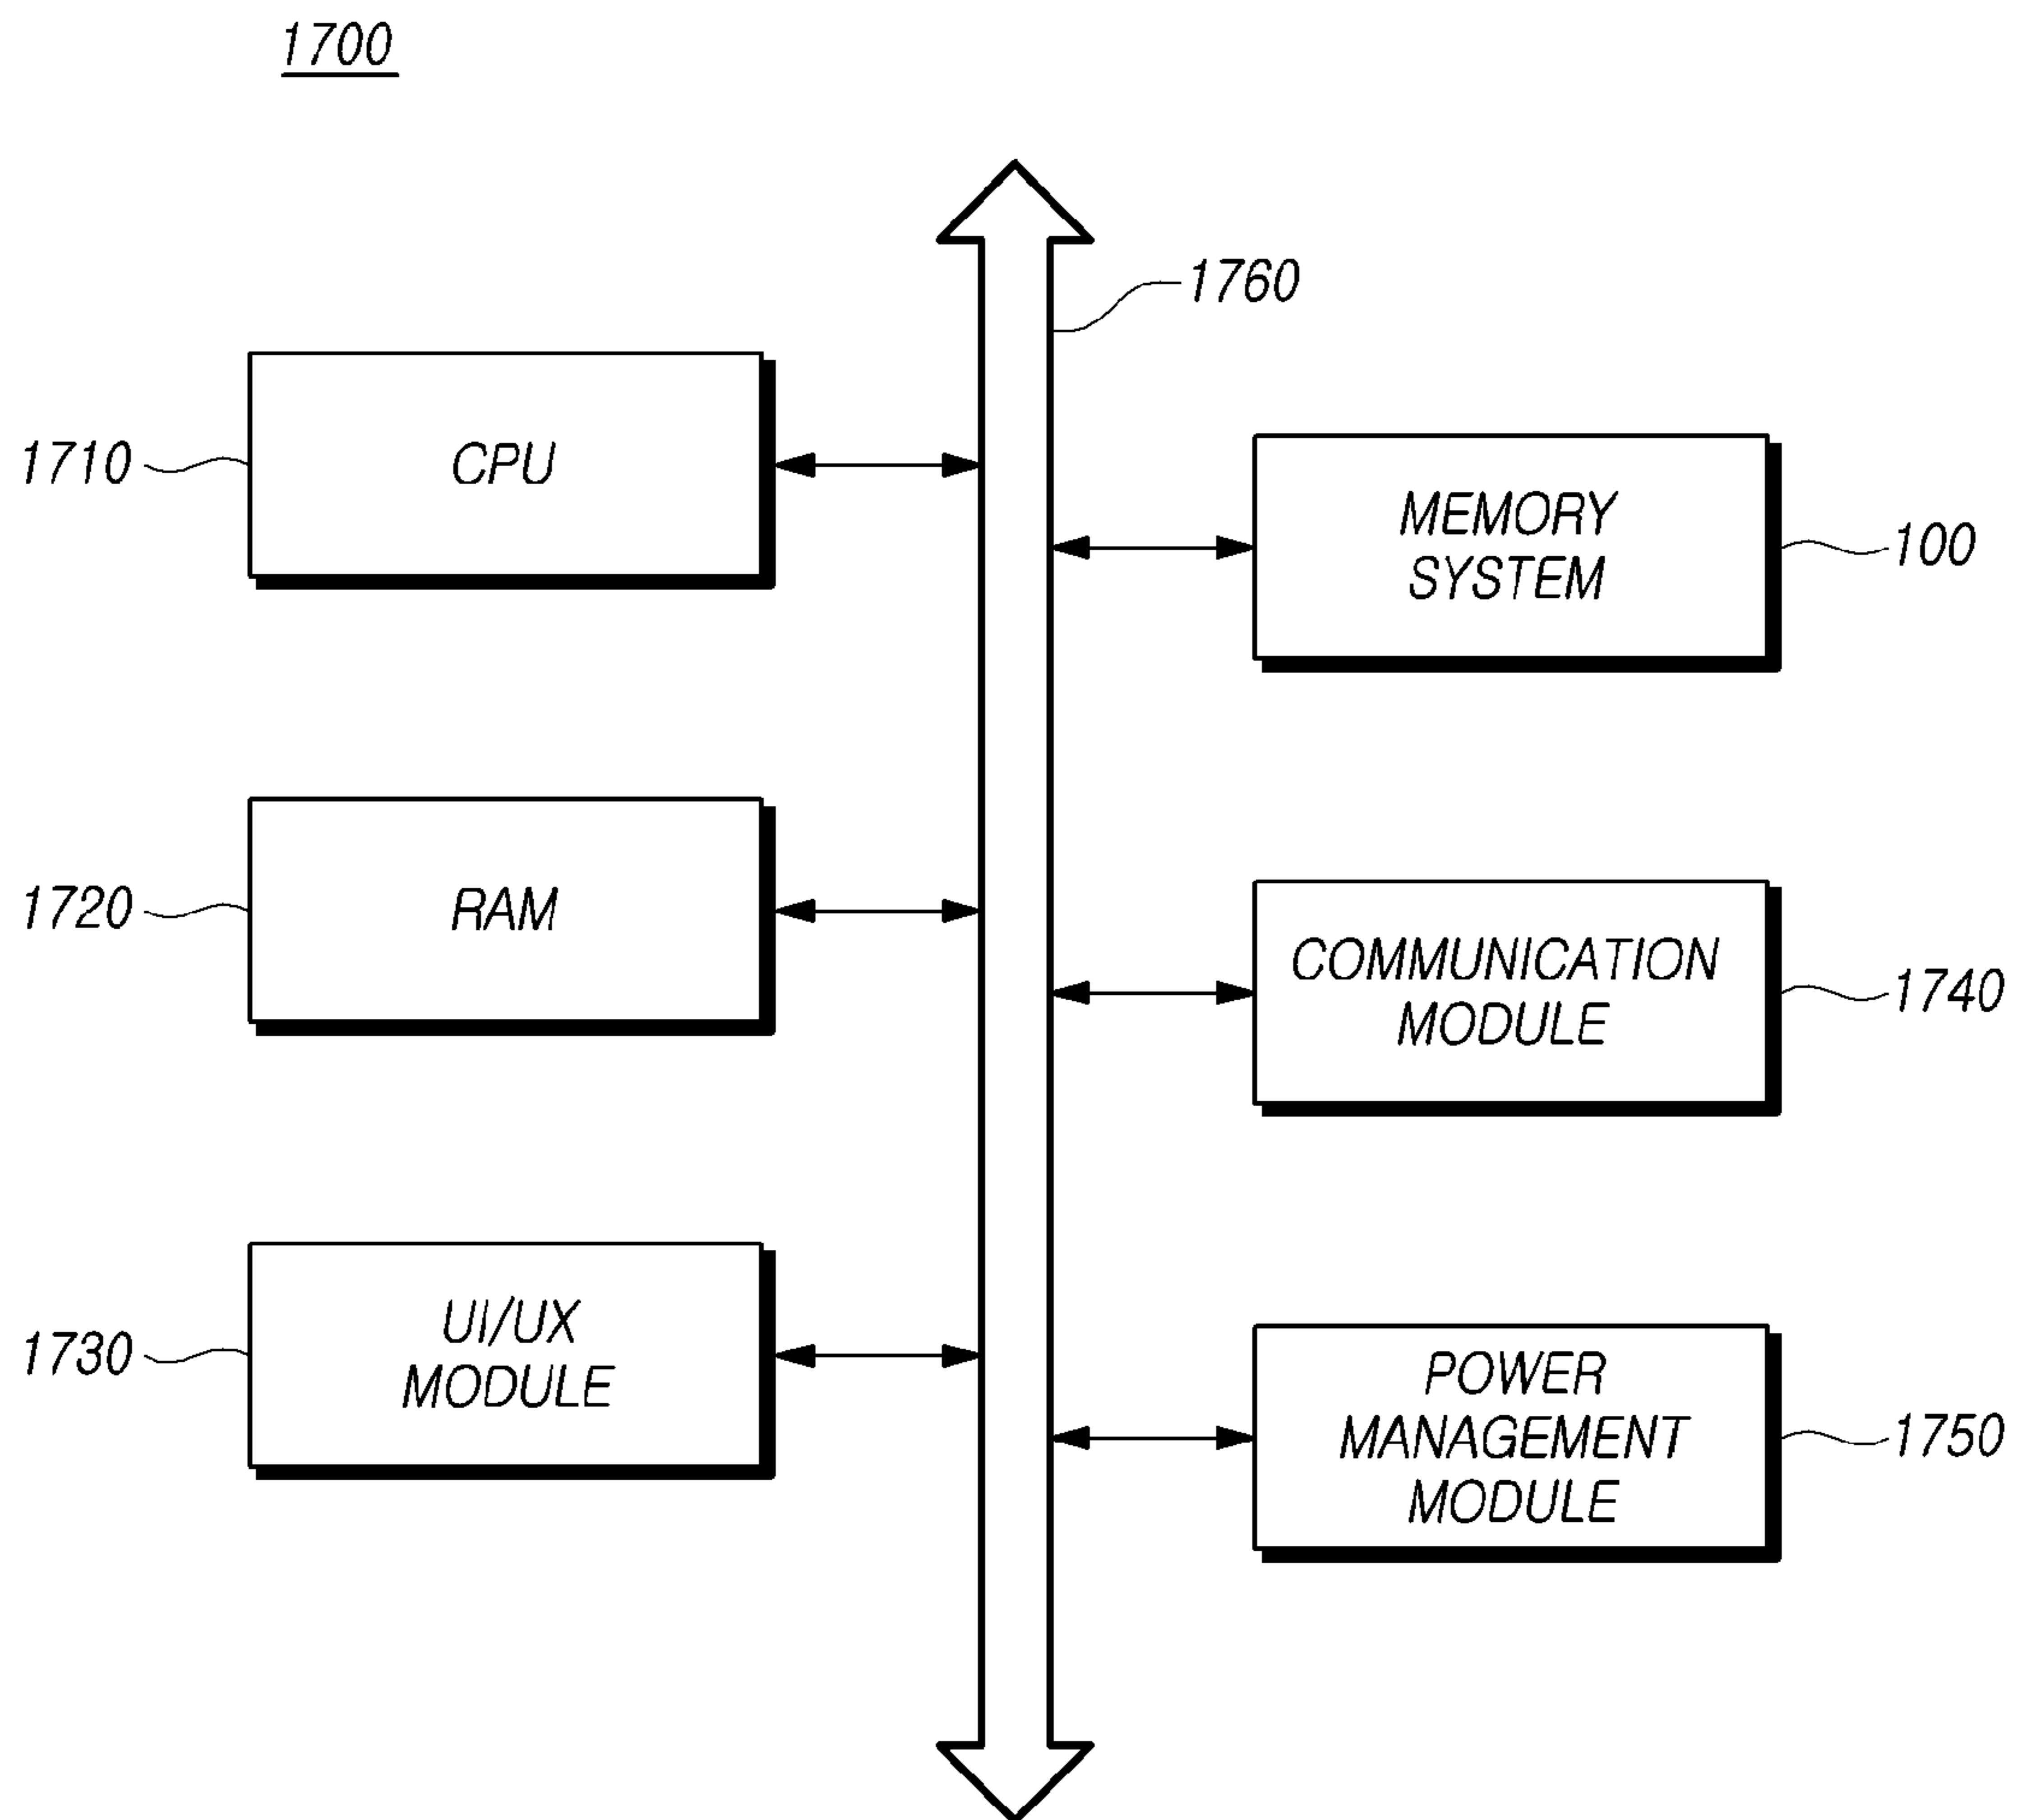 1700
1760
1710
CPU
MEMORY
SYSTEM
100
1720
RAM
COMMUNICATION
MODULE
1740
1730
UI/UX
MODULE
POWER
MANAGEMENT
MODULE
1750